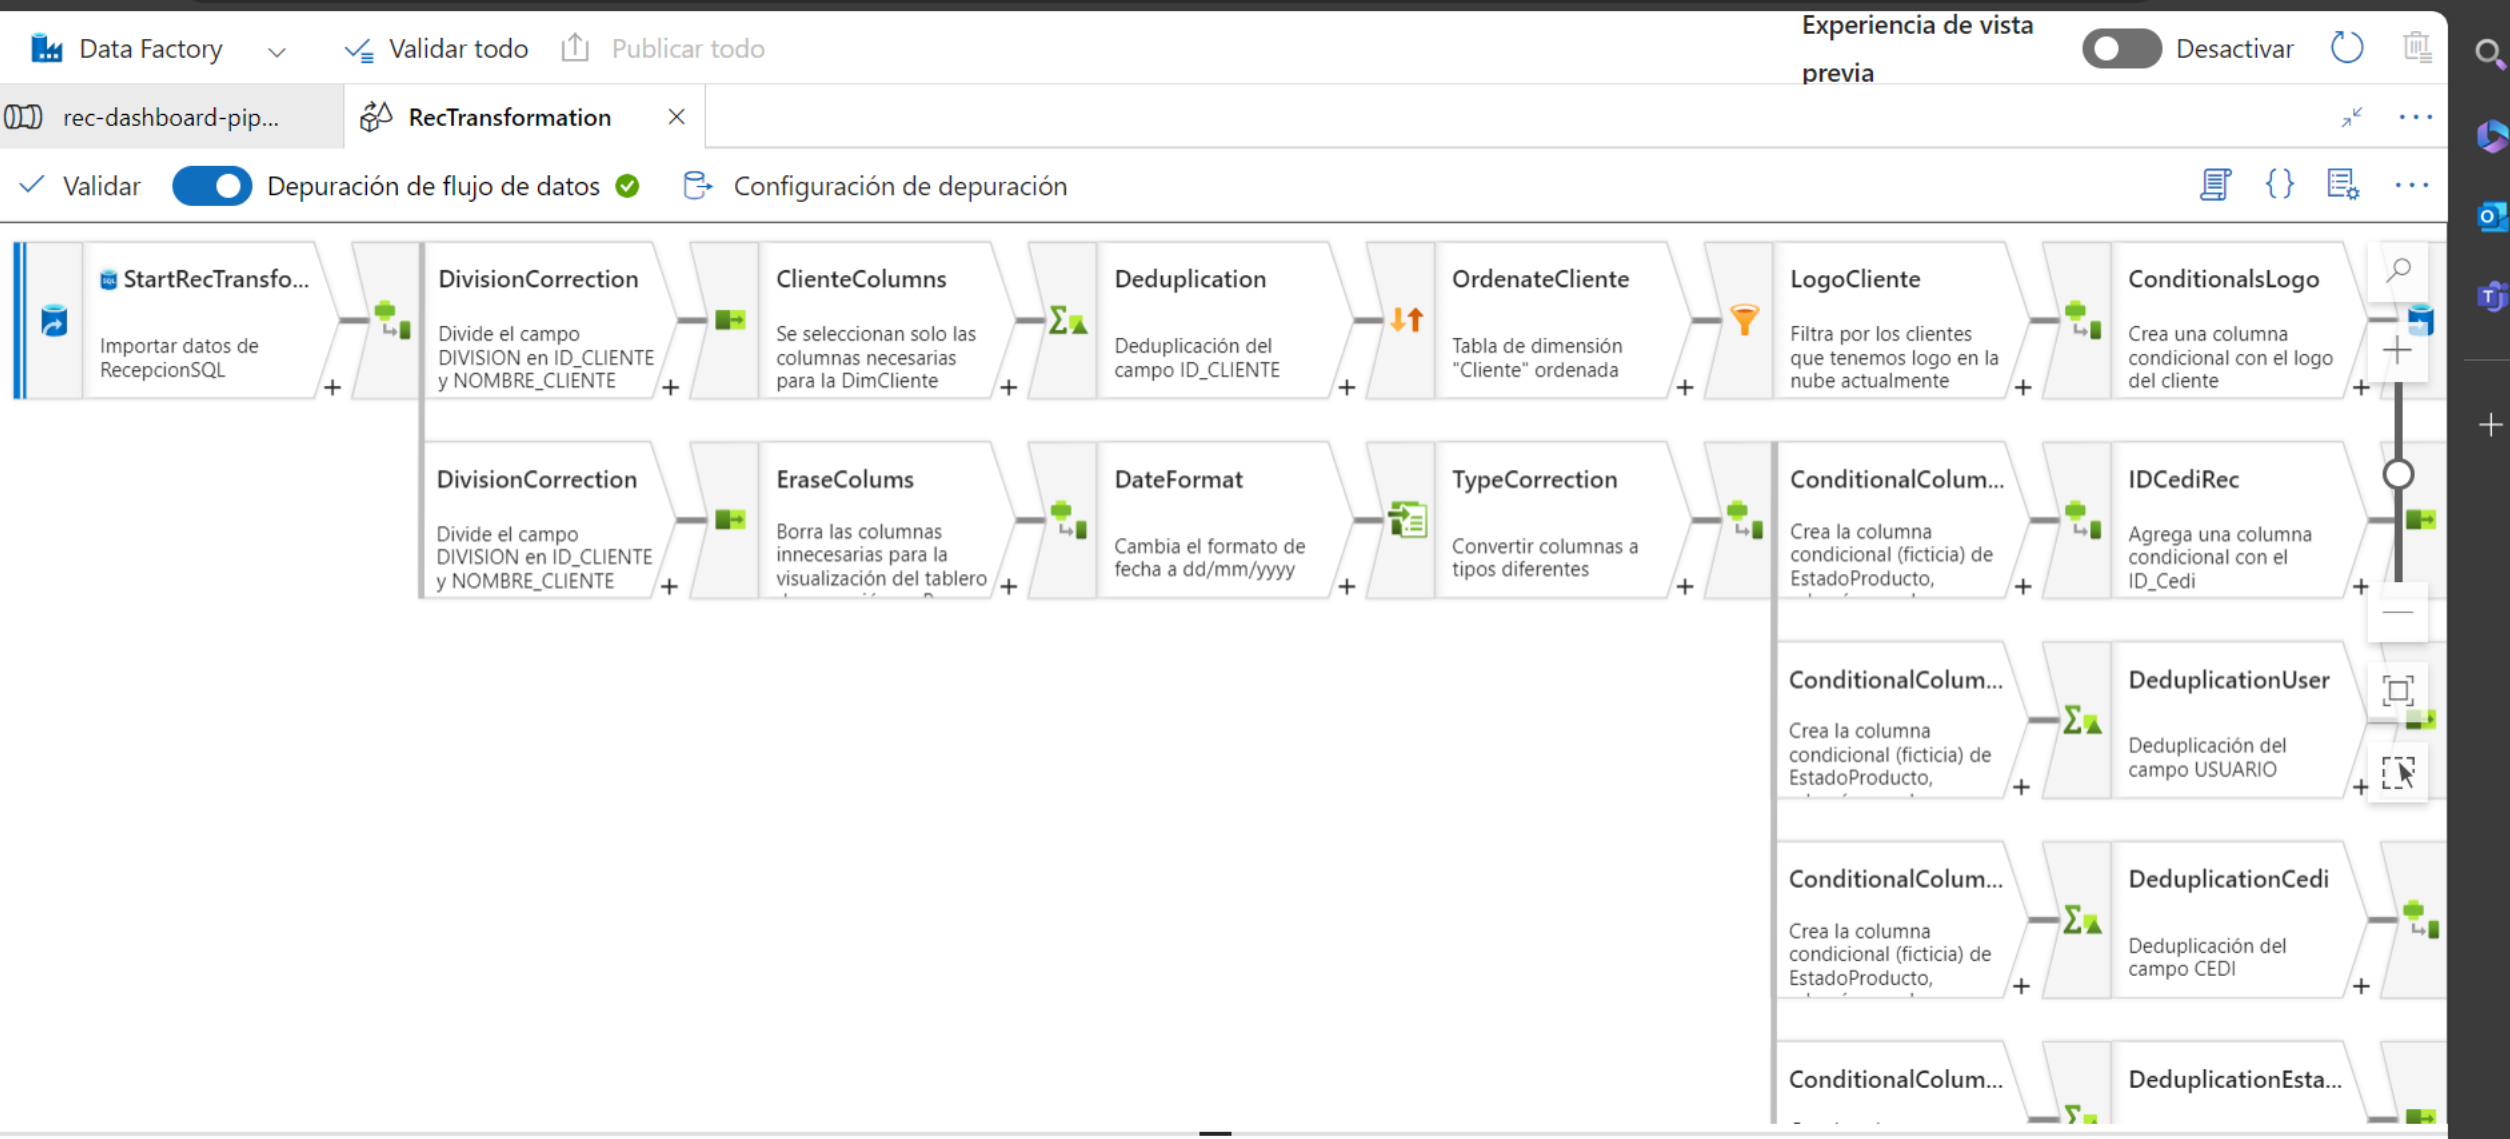 Data Factory
Validar todo
Publicar todo
Experiencia de vista
previa
Desactivar
rec-dashboard-pip...
RecTransformation
Validar
Depuración de flujo de datos
Configuración de depuración
StartRecTransfo...
Importar datos de
RecepcionSQL
DivisionCorrection
Divide el campo
DIVISION en ID_CLIENTE
y NOMBRE_CLIENTE
ClienteColumns
Se seleccionan solo las
columnas necesarias
para la DimCliente
Deduplication
Deduplicación del
campo ID_CLIENTE
OrdenateCliente
Tabla de dimensión
"Cliente" ordenada
LogoCliente
Filtra por los clientes
que tenemos logo en la
nube actualmente
ConditionalsLogo
Crea una columna
condicional con el logo
del cliente
DivisionCorrection
Divide el campo
DIVISION en ID_CLIENTE
y NOMBRE_CLIENTE
EraseColums
Borra las columnas
innecesarias para la
visualización del tablero
DateFormat
Cambia el formato de
fecha a dd/mm/yyyy
TypeCorrection
Convertir columnas a
tipos diferentes
ConditionalColum...
Crea la columna
condicional (ficticia) de
EstadoProducto,
IDCediRec
Agrega una columna
condicional con el
ID_Cedi
ConditionalColum...
Crea la columna
condicional (ficticia) de
EstadoProducto,
DeduplicationUser
Deduplicación del
campo USUARIO
ConditionalColum...
Crea la columna
condicional (ficticia) de
EstadoProducto,
DeduplicationCedi
Deduplicación del
campo CEDI
ConditionalColum...
DeduplicationEsta...